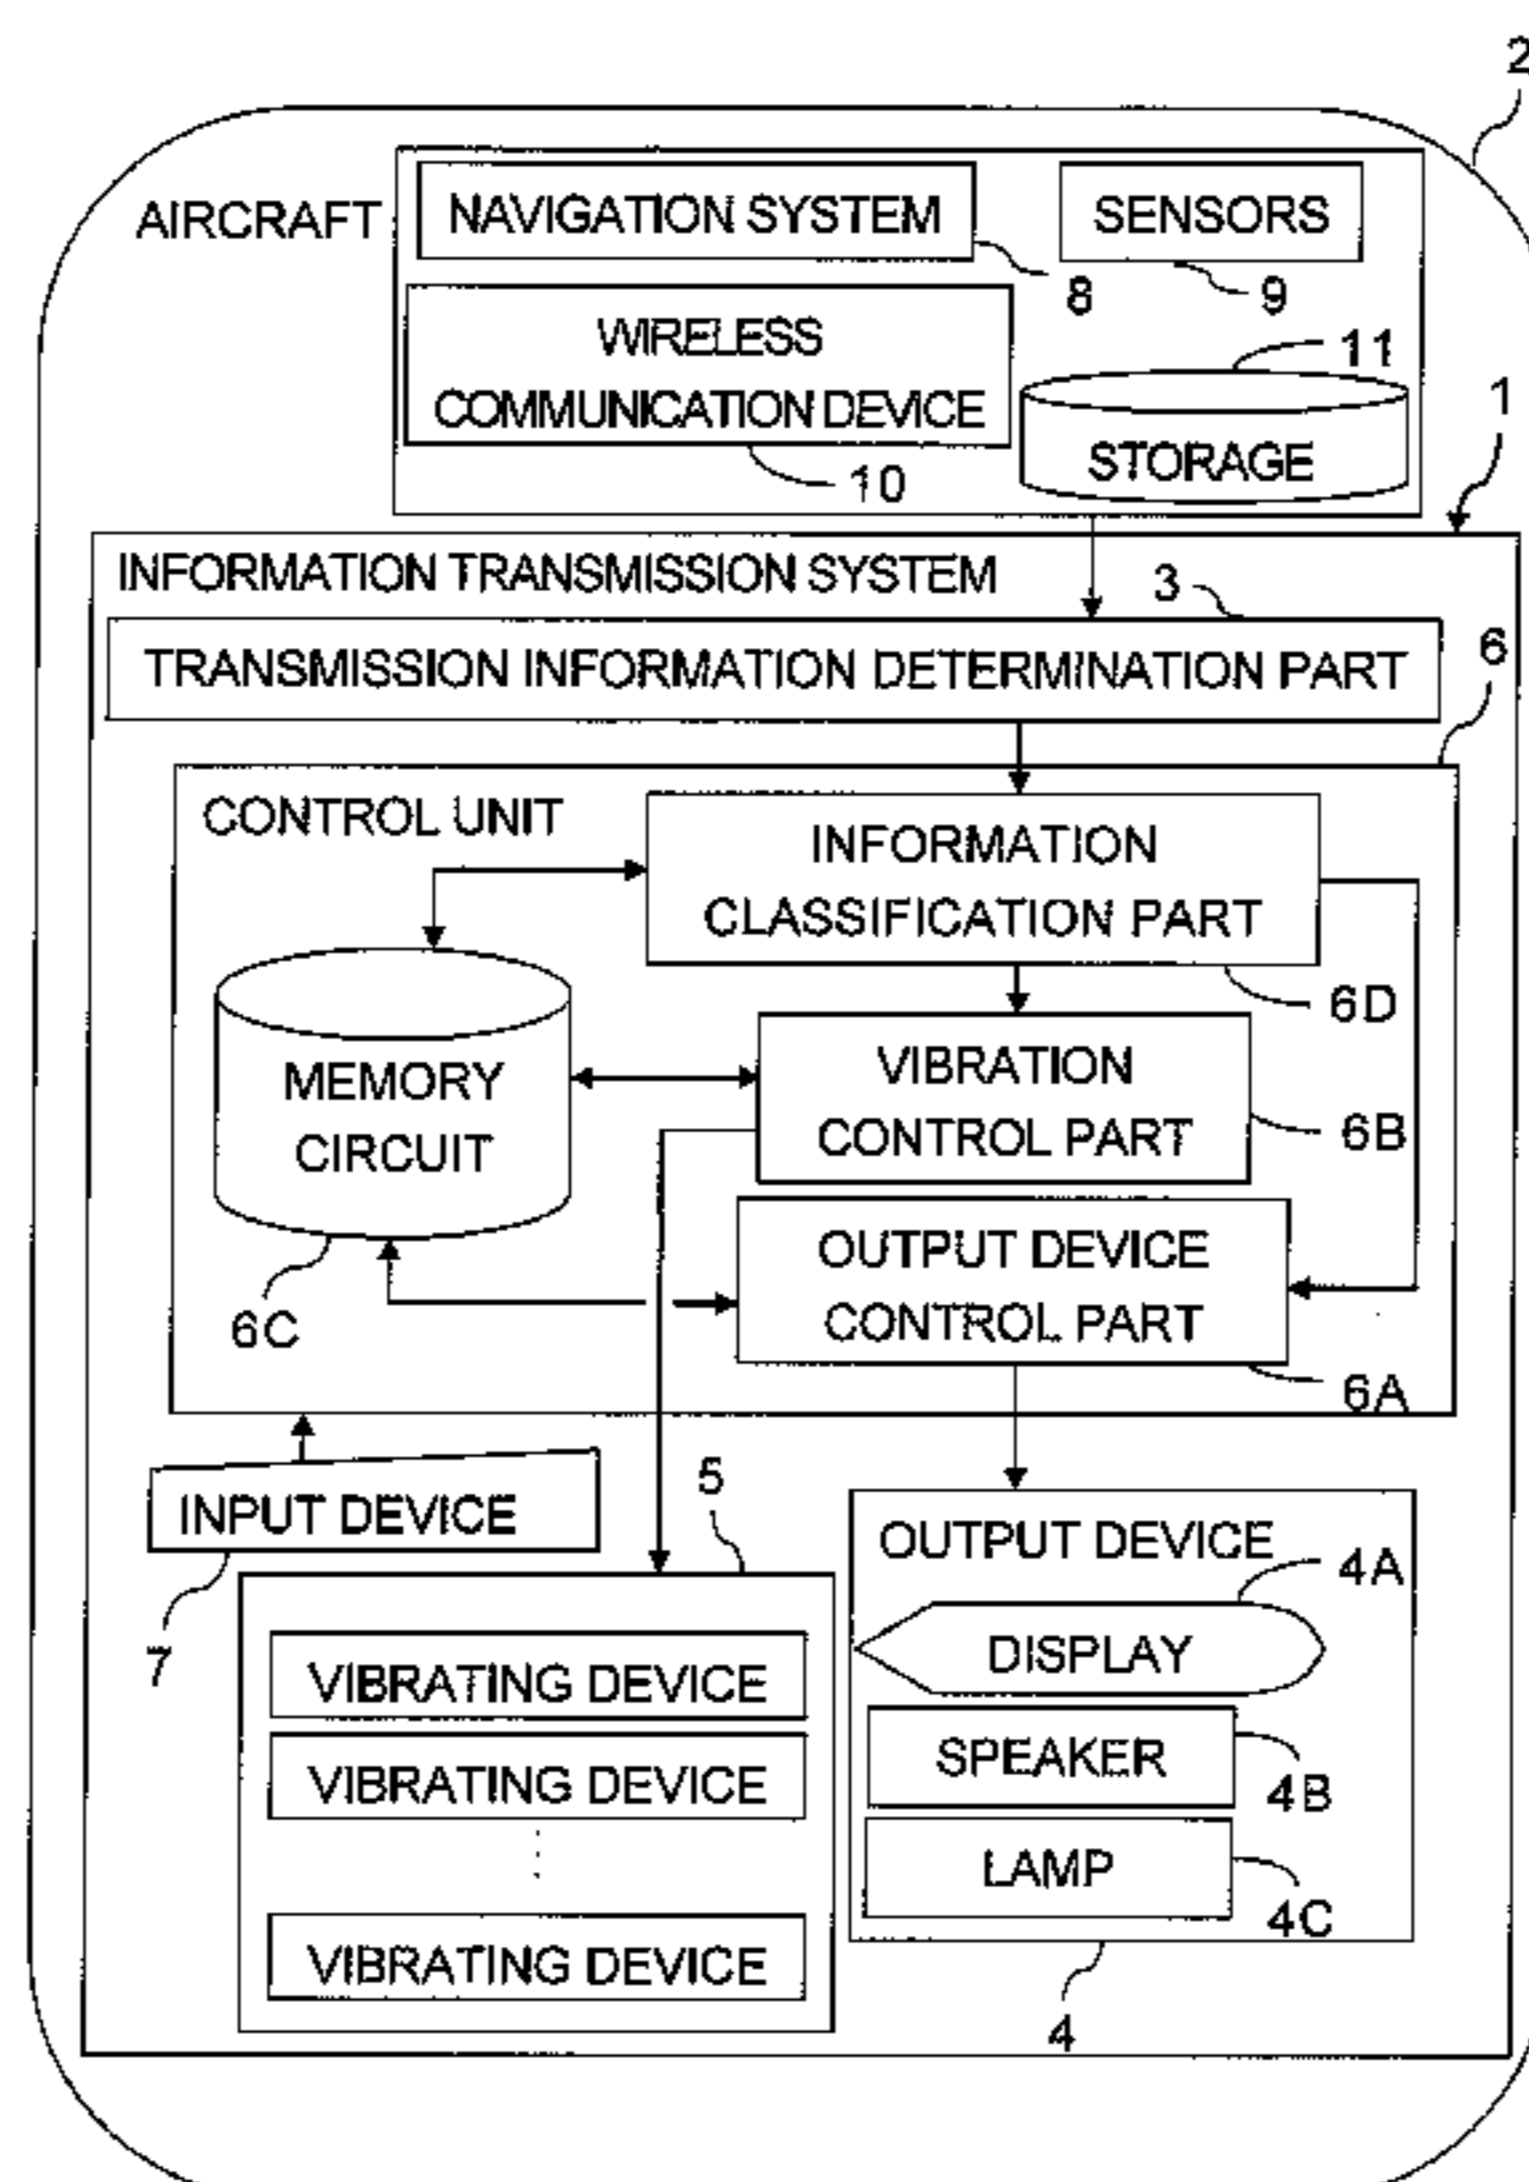 2
AIRCRAFT
NAVIGATION SYSTEM
SENSORS
8
9
WIRELESS
COMMUNICATION DEVICE
10
11
STORAGE
1
INFORMATION TRANSMISSION SYSTEM
3
TRANSMISSION INFORMATION DETERMINATION PART
6
CONTROL UNIT
INFORMATION
CLASSIFICATION PART
6D
MEMORY
CIRCUIT
6C
VIBRATION
CONTROL PART
6B
OUTPUT DEVICE
CONTROL PART
6A
INPUT DEVICE
7
5
VIBRATING DEVICE
VIBRATING DEVICE
VIBRATING DEVICE
OUTPUT DEVICE
4A
DISPLAY
SPEAKER
4B
LAMP
4C
4